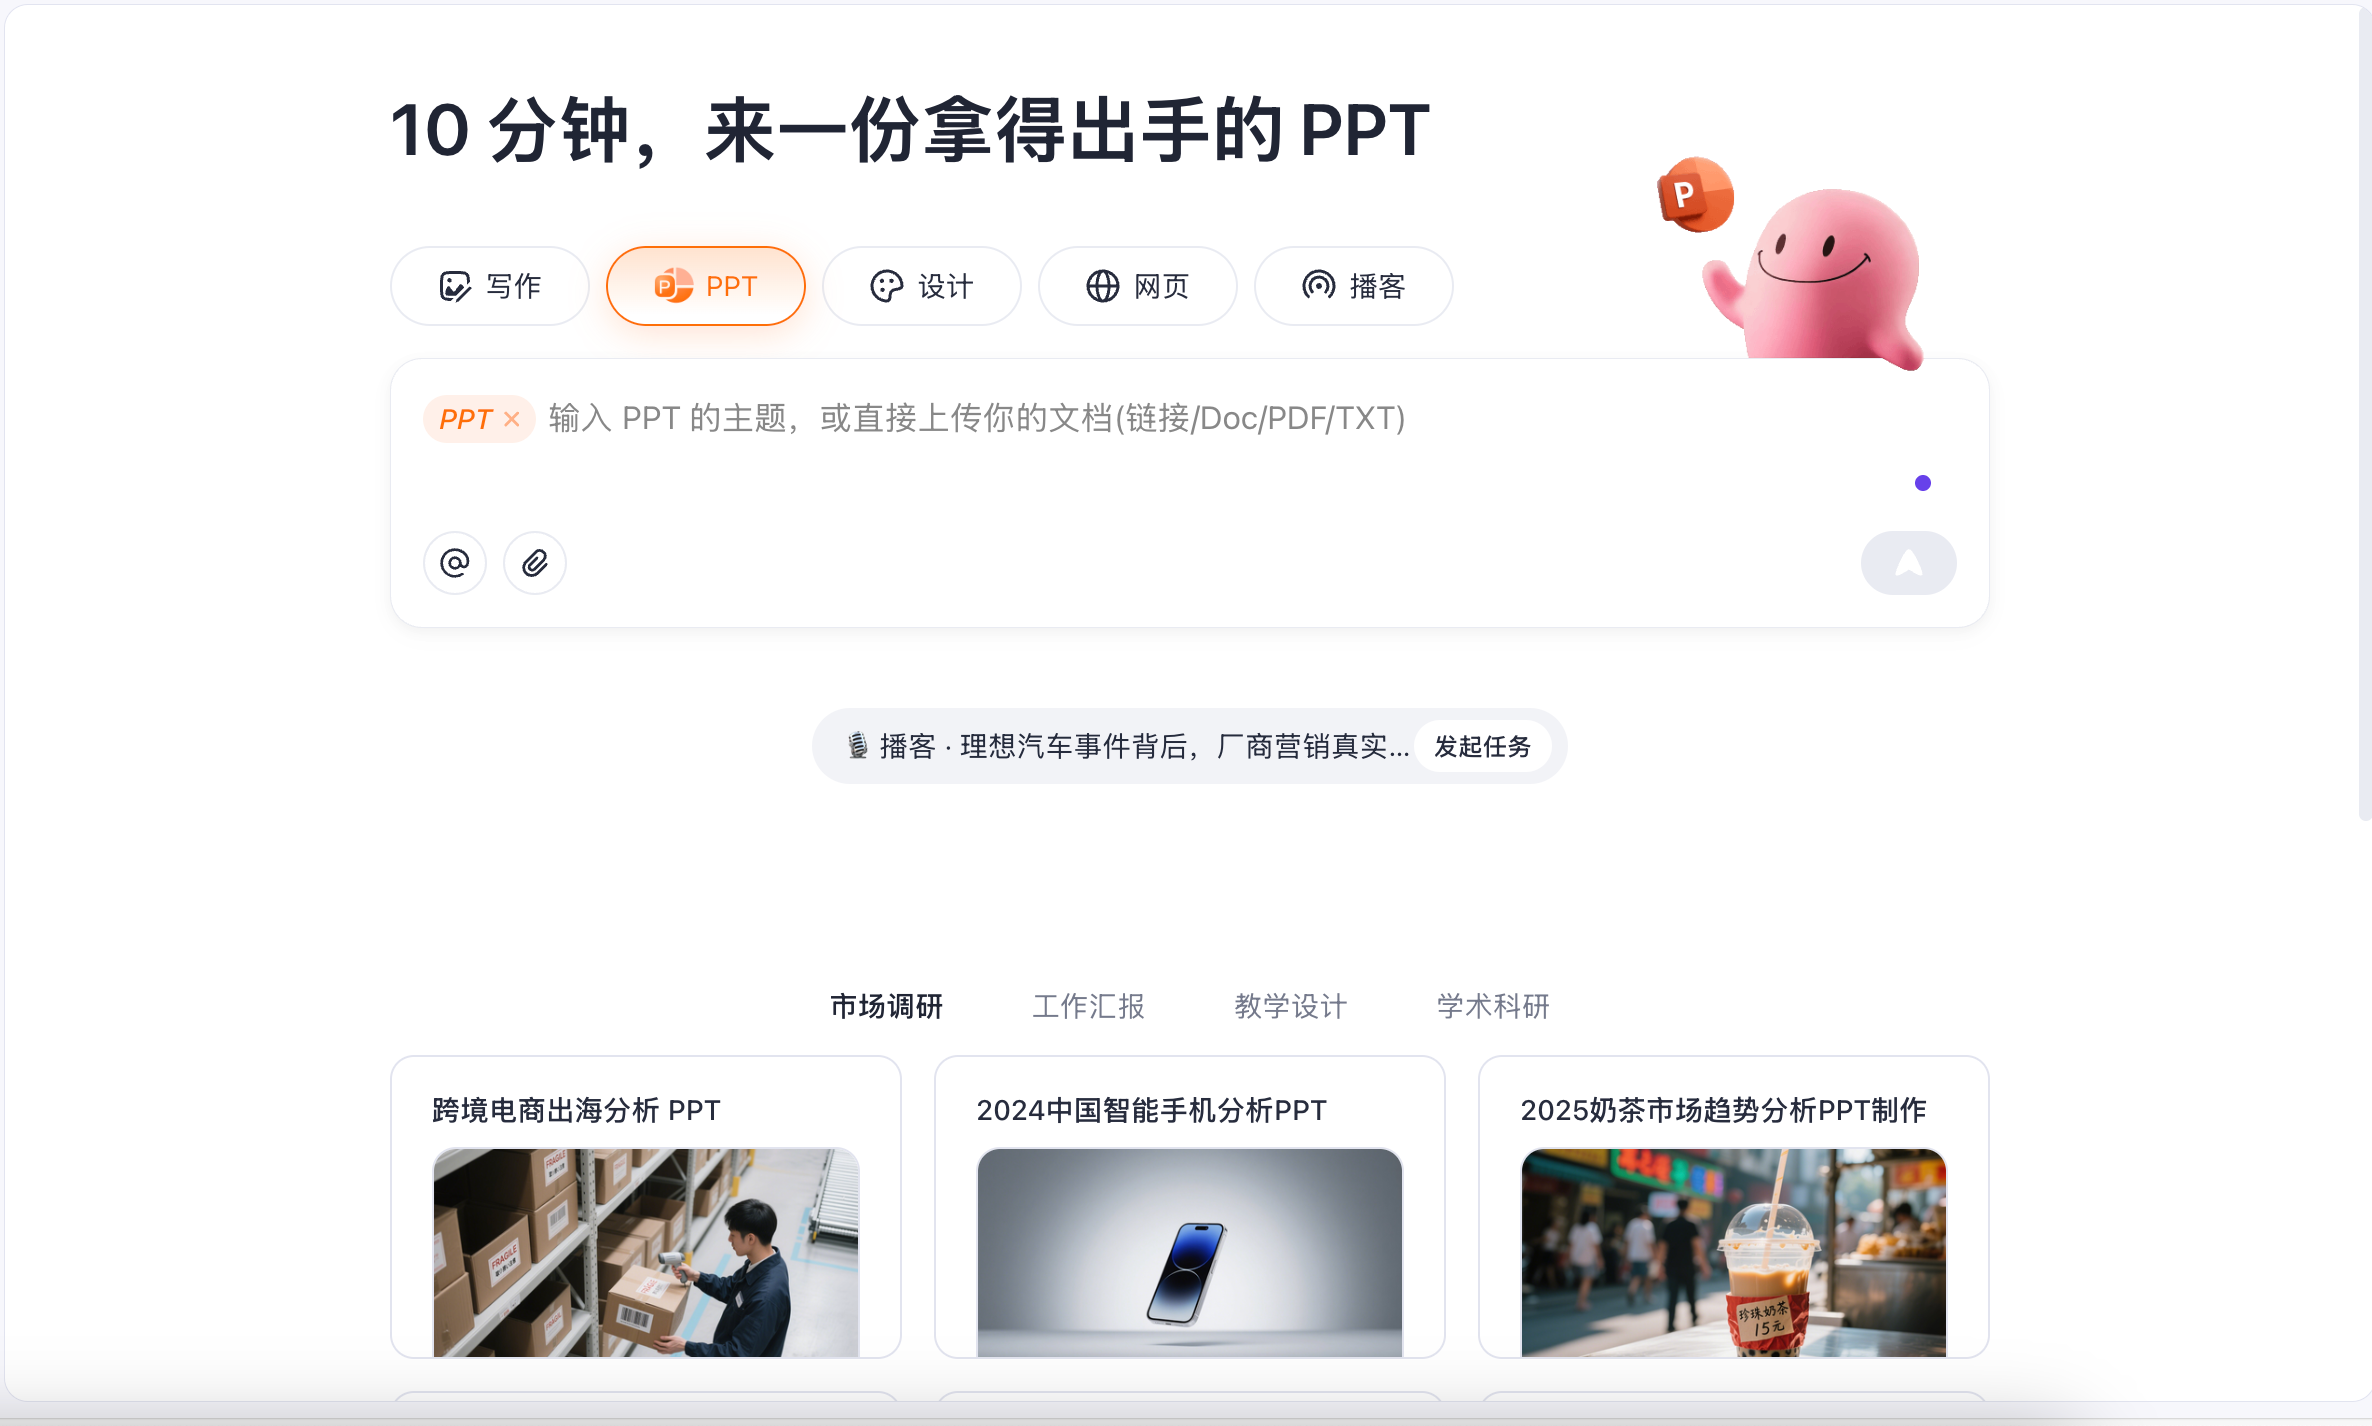 10 分钟，来一份拿得出手的 PPT
P
写作
P PPT
设计
网页
播客
PPT × 输入 PPT 的主题，或直接上传你的文档(链接/Doc/PDF/TXT)
播客 · 理想汽车事件背后，厂商营销真实... 发起任务
市场调研
工作汇报
教学设计
学术科研
跨境电商出海分析 PPT
FRAGILE
FRAGILE
FRAGILE
2024中国智能手机分析PPT
2025奶茶市场趋势分析PPT制作
珍珠奶茶
15元